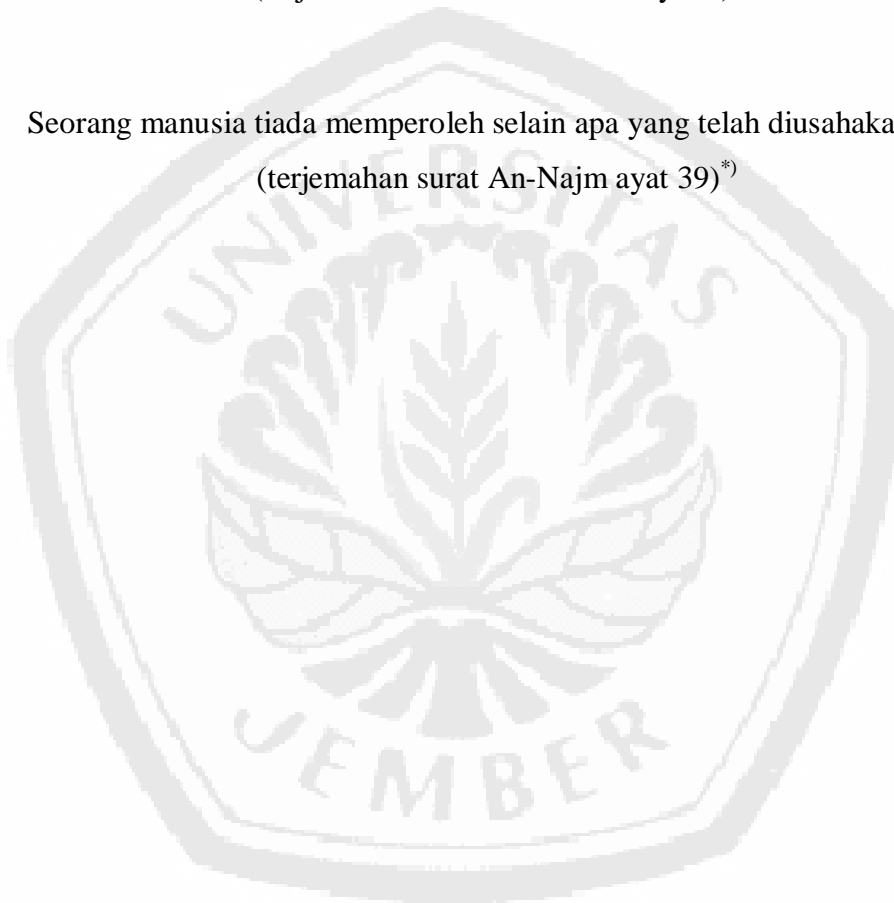 Seorang manusia tiada memperoleh selain apa yang telah diusahaka
(terjemahan surat An-Najm ayat 39)*)
UNIVERSITAS
JEMBER